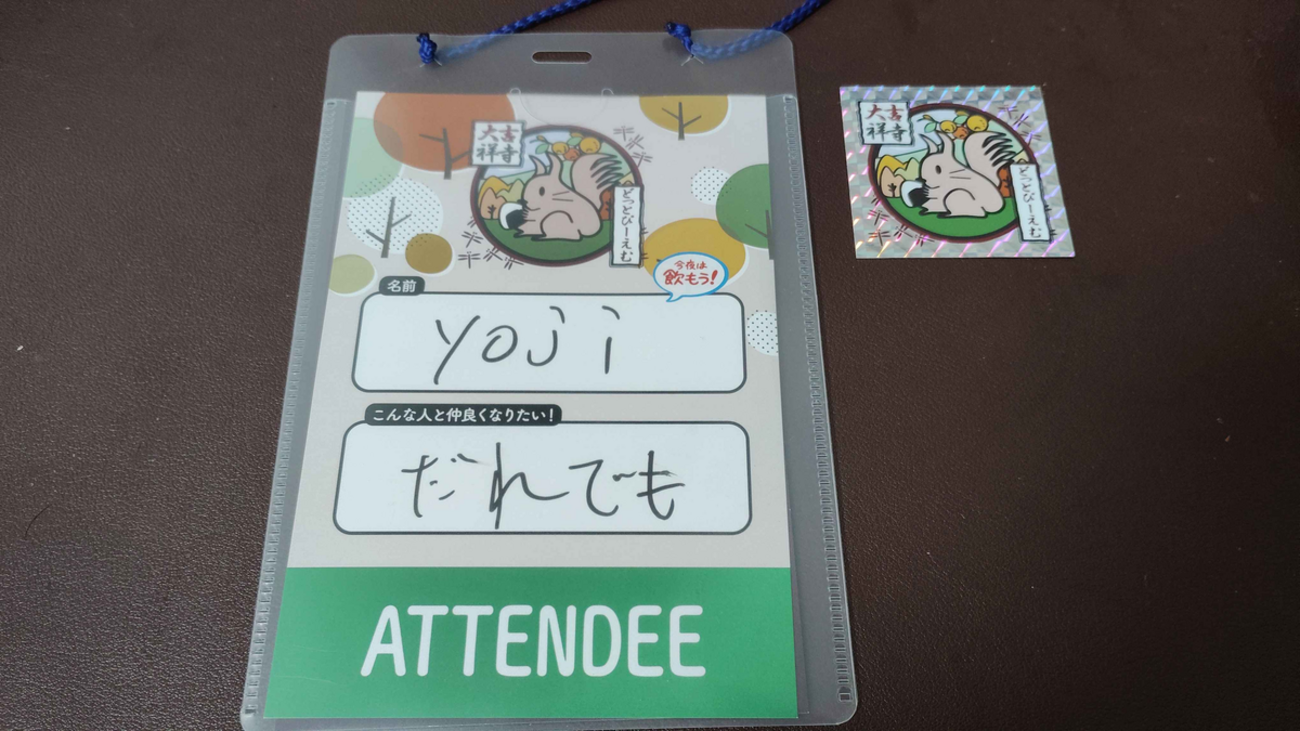 大吉
祥寺
どっとぴーえむ
今夜は
飲もう!
名前
yoji
こんな人と仲良くなりたい!
だれでも
ATTENDEE
大吉
祥寺
どっとぴーえむ